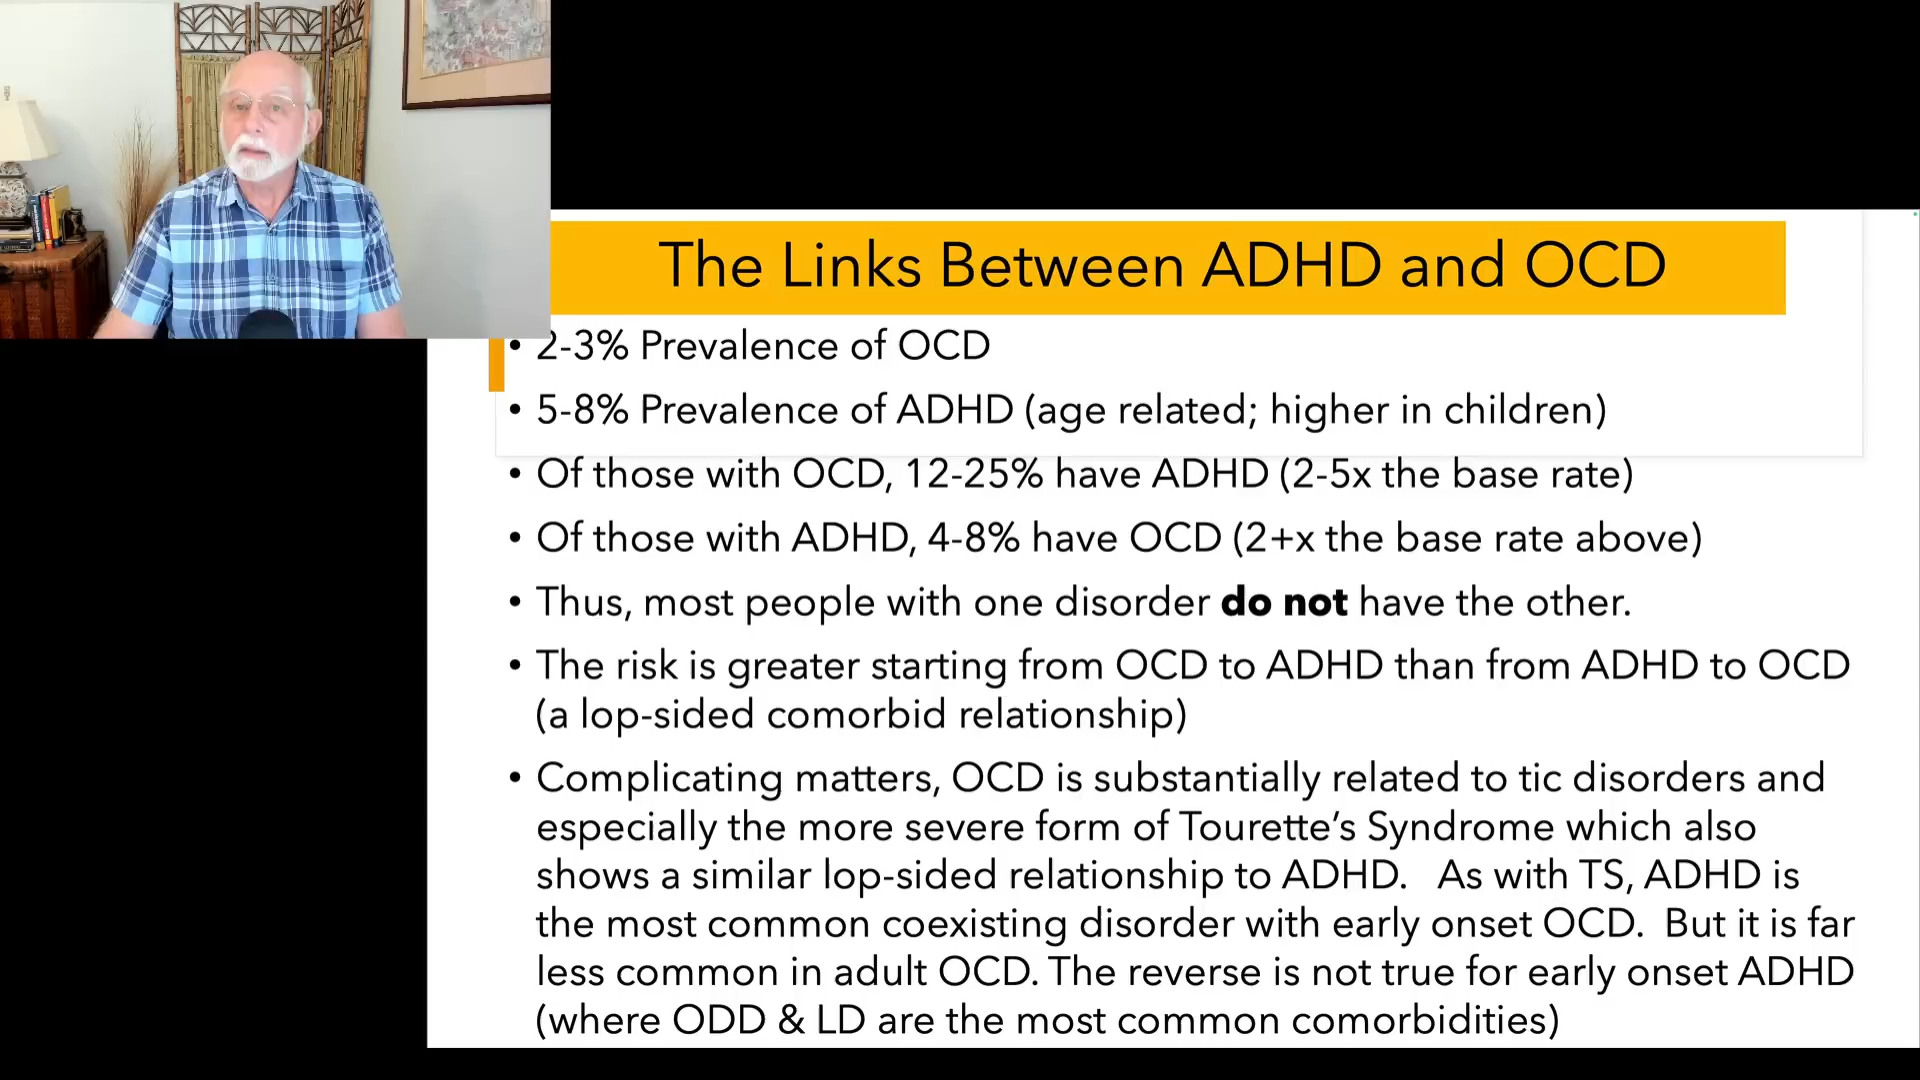 The Links Between ADHD and OCD
• 2-3% Prevalence of OCD
• 5-8% Prevalence of ADHD (age related; higher in children)
• Of those with OCD, 12-25% have ADHD (2-5x the base rate)
• Of those with ADHD, 4-8% have OCD (2+x the base rate above)
• Thus, most people with one disorder do not have the other.
• The risk is greater starting from OCD to ADHD than from ADHD to OCD
(a lop-sided comorbid relationship)
• Complicating matters, OCD is substantially related to tic disorders and
especially the more severe form of Tourette's Syndrome which also
shows a similar lop-sided relationship to ADHD.   As with TS, ADHD is
the most common coexisting disorder with early onset OCD.  But it is far
less common in adult OCD. The reverse is not true for early onset ADHD
(where ODD & LD are the most common comorbidities)